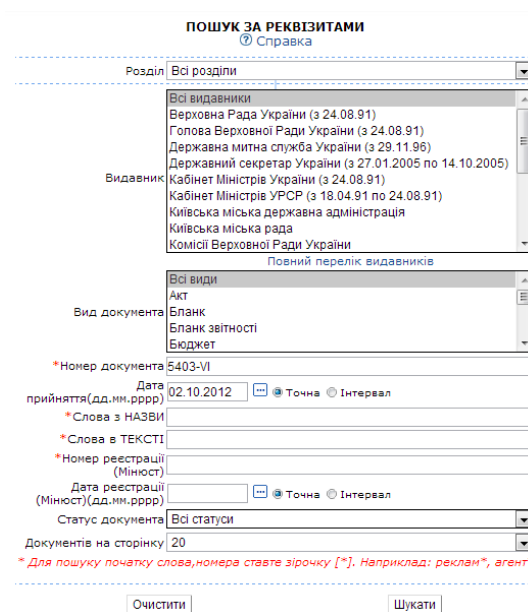 ПОШУК ЗА РЕКВІЗИТАМИ
? Справка
Розділ Всі розділи
Видавник
Всі видавники
Верховна Рада України (з 24.08.91)
Голова Верховної Ради України (з 24.08.91)
Державна митна служба України (з 29.11.96)
Державний секретар України (з 27.01.2005 по 14.10.2005)
Кабінет Міністрів України (з 24.08.91)
Кабінет Міністрів УРСР (з 18.04.91 по 24.08.91)
Київська міська державна адміністрація
Київська міська рада
Комісії Верховної Ради України
Повний перелік видавників
Вид документа
Всі види
Акт
Бланк
Бланк звітності
Бюджет
*Номер документа 5403-VI
Дата
прийняття(дд.мм.рррр) 02.10.2012 ... Точна Інтервал
*Слова з НАЗВИ
*Слова в ТЕКСТІ
*Номер реєстрації
(Мінюст)
Дата реєстрації
(Мінюст)(дд.мм.рррр) ... Точна Інтервал
Статус документа Всі статуси
Документів на сторінку 20
* Для пошуку початку слова,номера ставте зірочку [*]. Наприклад: реклам*, агент
Очистити Шукати